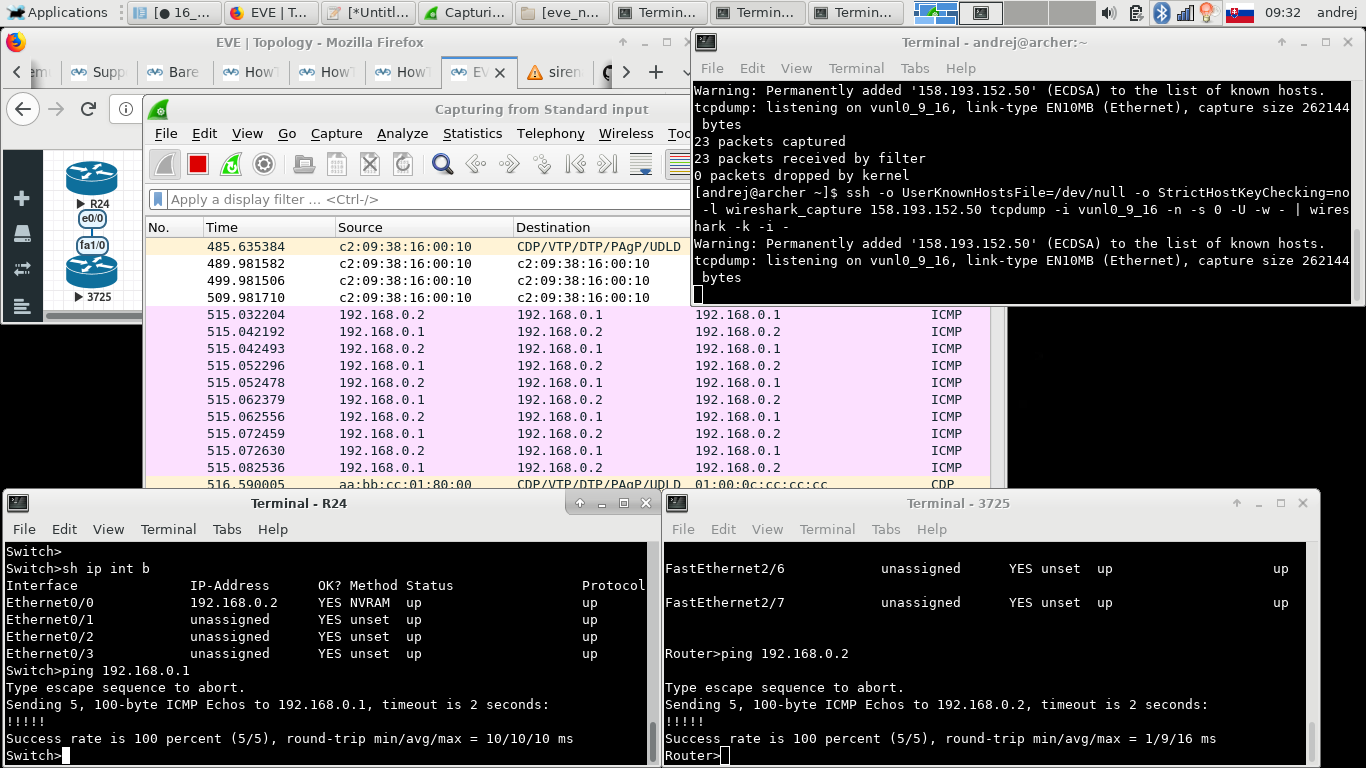 Applications
[● 16_...
EVE | T...
[*Untitl...
Capturi...
[eve_n...
Termin...
Termin...
Termin...
09:32
andrej
EVE | Topology - Mozilla Firefox
Supp
Bare
How
How
How
EV
siren
R24
e0/0
fa1/0
3725
Capturing from Standard input
File Edit View Go Capture Analyze Statistics Telephony Wireless Too
Apply a display filter … <Ctrl-/>
No. Time Source Destination
485.635384 c2:09:38:16:00:10 CDP/VTP/DTP/PAgP/UDLD
489.981582 c2:09:38:16:00:10 c2:09:38:16:00:10
499.981506 c2:09:38:16:00:10 c2:09:38:16:00:10
509.981710 c2:09:38:16:00:10 c2:09:38:16:00:10
515.032204 192.168.0.2 192.168.0.1 192.168.0.1 ICMP
515.042192 192.168.0.1 192.168.0.2 192.168.0.2 ICMP
515.042493 192.168.0.2 192.168.0.1 192.168.0.1 ICMP
515.052296 192.168.0.1 192.168.0.2 192.168.0.2 ICMP
515.052478 192.168.0.2 192.168.0.1 192.168.0.1 ICMP
515.062379 192.168.0.1 192.168.0.2 192.168.0.2 ICMP
515.062556 192.168.0.2 192.168.0.1 192.168.0.1 ICMP
515.072459 192.168.0.1 192.168.0.2 192.168.0.2 ICMP
515.072630 192.168.0.2 192.168.0.1 192.168.0.1 ICMP
515.082536 192.168.0.1 192.168.0.2 192.168.0.2 ICMP
516.590005 aa:bb:cc:01:80:00 CDP/VTP/DTP/PAgP/UDLD 01:00:0c:cc:cc:cc CDP
Terminal - andrej@archer:~
File Edit View Terminal Tabs Help
Warning: Permanently added '158.193.152.50' (ECDSA) to the list of known hosts.
tcpdump: listening on vunl0_9_16, link-type EN10MB (Ethernet), capture size 262144
bytes
23 packets captured
23 packets received by filter
0 packets dropped by kernel
[andrej@archer ~]$ ssh -o UserKnownHostsFile=/dev/null -o StrictHostKeyChecking=no
-l wireshark_capture 158.193.152.50 tcpdump -i vunl0_9_16 -n -s 0 -U -w - | wires
hark -k -i -
Warning: Permanently added '158.193.152.50' (ECDSA) to the list of known hosts.
tcpdump: listening on vunl0_9_16, link-type EN10MB (Ethernet), capture size 262144
bytes
Terminal - R24
File Edit View Terminal Tabs Help
Switch>
Switch>sh ip int b
Interface IP-Address OK? Method Status Protocol
Ethernet0/0 192.168.0.2 YES NVRAM up up
Ethernet0/1 unassigned YES unset up up
Ethernet0/2 unassigned YES unset up up
Ethernet0/3 unassigned YES unset up up
Switch>ping 192.168.0.1
Type escape sequence to abort.
Sending 5, 100-byte ICMP Echos to 192.168.0.1, timeout is 2 seconds:
!!!!!
Success rate is 100 percent (5/5), round-trip min/avg/max = 10/10/10 ms
Switch>
Terminal - 3725
File Edit View Terminal Tabs Help
FastEthernet2/6 unassigned YES unset up up
FastEthernet2/7 unassigned YES unset up up
Router>ping 192.168.0.2
Type escape sequence to abort.
Sending 5, 100-byte ICMP Echos to 192.168.0.2, timeout is 2 seconds:
!!!!!
Success rate is 100 percent (5/5), round-trip min/avg/max = 1/9/16 ms
Router>